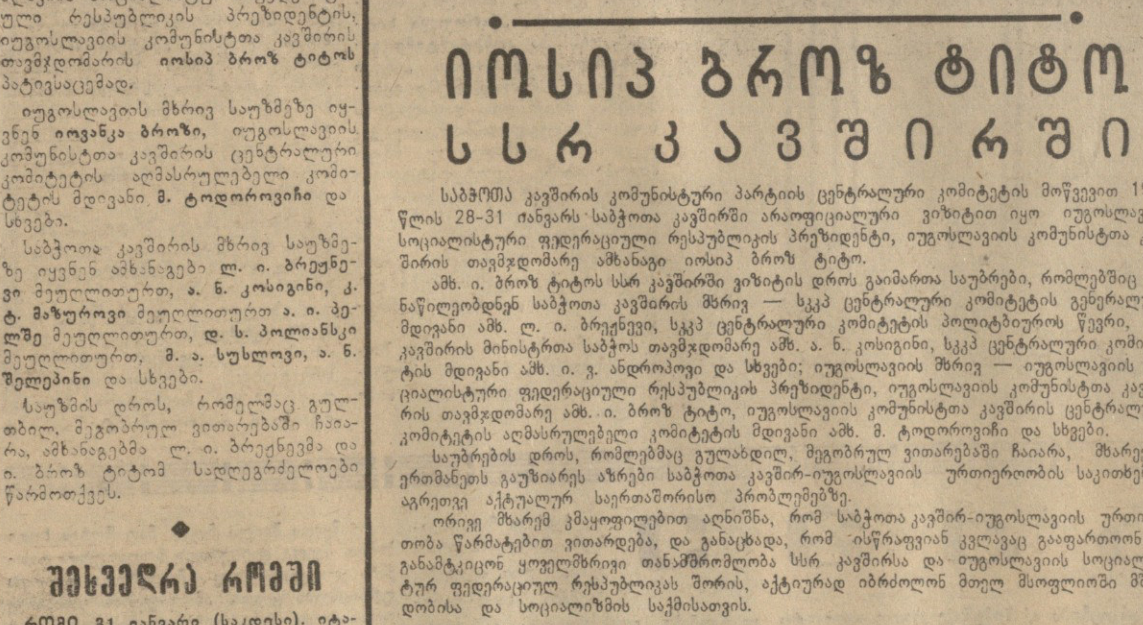 ული რესპუბლიკის პრეზიდენტის,
იუგოსლავიის კომუნისტთა კავშირის
თავმჯდომარის იოსიპ ბროზ ტიტოს
პატივსაცემად.
იუგოსლავიის მხრივ საუზმეზე იყ-
ვნენ იოვანკა ბროზი, იუგოსლავიის
კომუნისტთა კავშირის ცენტრალური
კომიტეტის აღმასრულებელი კომი-
ტეტის მდივანი მ. ტოდოროვიჩი და
სხვები.
საბჭოთა კავშირის მხრივ საუზმე-
ზე იყვნენ ამხანაგები ლ. ი. ბრეჟნე-
ვი მეუღლითურთ, ა. ნ. კოსიგინი, კ.
ტ. მაზუროვი მეუღლითურთ ა. ი. პე-
ლშე მეუღლითურთ, დ. ს. პოლიანსკი
მეუღლითურთ, მ. ა. სუსლოვი, ა. ნ.
შელეპინი და სხვები.
საუზმის დროს, რომელმაც გულ-
თბილ, მეგობრულ ვითარებაში ჩაია-
რა, ამხანაგებმა ლ. ი. ბრეჟნევმა და
ი. ბროზ ტიტომ სადღეგრძელოები
წარმოთქვეს.
შეხვედრა რომში
რომი 31 იანვარი (საკდესი). იტა-
იოსიპ ბროზ ტიტო
სსრ კავშირში
საბჭოთა კავშირის კომუნისტური პარტიის ცენტრალური კომიტეტის მოწვევით
წლის 28-31 იანვარს საბჭოთა კავშირში არაოფიციალური ვიზიტით იყო იუგოსლავ
სოციალისტური ფედერაციული რესპუბლიკის პრეზიდენტი, იუგოსლავიის კომუნისტთა
შირის თავმჯდომარე ამხანაგი იოსიპ ბროზ ტიტო.
ამხ. ი. ბროზ ტიტოს სსრ კავშირში ვიზიტის დროს გაიმართა საუბრები, რომლებშიც
ნაწილეობდნენ საბჭოთა კავშირის მხრივ — სკკპ ცენტრალური კომიტეტის გენერალ
მდივანი ამხ. ლ. ი. ბრეჟნევი, სკკპ ცენტრალური კომიტეტის პოლიტბიუროს წევრი,
კავშირის მინისტრთა საბჭოს თავმჯდომარე ამხ. ა. ნ. კოსიგინი, სკკპ ცენტრალური კომი
ტის მდივანი ამხ. ი. ვ. ანდროპოვი და სხვები; იუგოსლავიის მხრივ — იუგოსლავიის
ციალისტური ფედერაციული რესპუბლიკის პრეზიდენტი, იუგოსლავიის კომუნისტთა კავ
რის თავმჯდომარე ამხ. ი. ბროზ ტიტო, იუგოსლავიის კომუნისტთა კავშირის ცენტრალ
კომიტეტის აღმასრულებელი კომიტეტის მდივანი ამხ. მ. ტოდოროვიჩი და სხვები.
საუბრების დროს, რომლებმაც გულახდილ, მეგობრულ ვითარებაში ჩაიარა, მხარე
ერთმანეთს გაუზიარეს აზრები საბჭოთა კავშირ-იუგოსლავიის ურთიერთობის საკითხე
აგრეთვე აქტუალურ საერთაშორისო პრობლემებზე.
ორივე მხარემ კმაყოფილებით აღნიშნა, რომ საბჭოთა კავშირ-იუგოსლავიის ურთი
თობა წარმატებით ვითარდება, და განაცხადა, რომ ისწრაფვიან კვლავაც გააფართოონ
განამტკიცონ ყოველმხრივი თანამშრომლობა სსრ კავშირსა და იუგოსლავიის სოციალ
ტურ ფედერაციულ რესპუბლიკას შორის, აქტიურად იბრძოლონ მთელ მსოფლიოში მშ
დობისა და სოციალიზმის საქმისათვის.